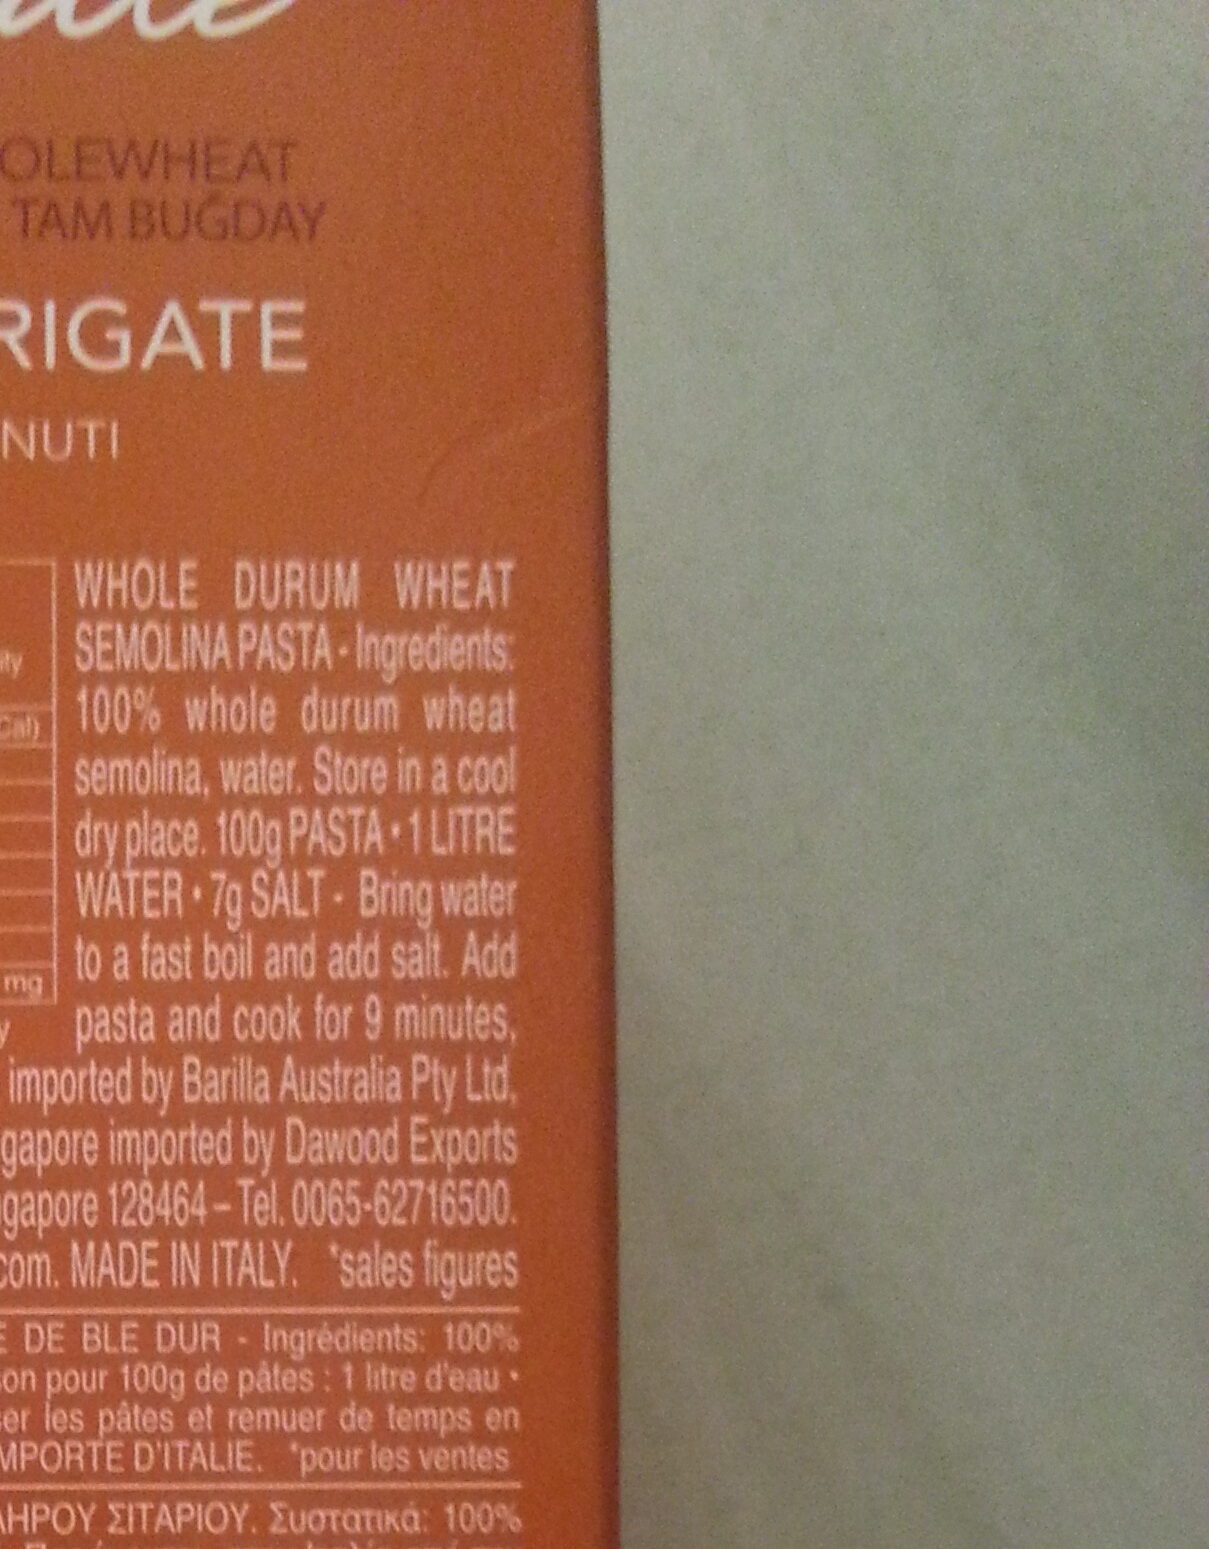 OLEWHEAT
TAM BUĞDAY
RIGATE
NUTI
WHOLE DURUM WHEAT
SEMOLINA PASTA - Ingredients:
100% whole durum wheat
semolina, water. Store in a cool
dry place. 100g PASTA • 1 LITRE
WATER • 7g SALT - Bring water
to a fast boil and add salt. Add
mg
pasta and cook for 9 minutes,
imported by Barilla Australia Pty Ltd,
gapore imported by Dawood Exports
gapore 128464 – Tel. 0065-62716500.
com. MADE IN ITALY. *sales figures
E DE BLE DUR - Ingrédients: 100%
on pour 100g de pâtes : 1 litre d'eau •
er les pâtes et remuer de temps en
MPORTE D'ITALIE. *pour les ventes
ΛΗΡΟΥ ΣΙΤΑΡΙΟΥ. Συστατικά: 100%